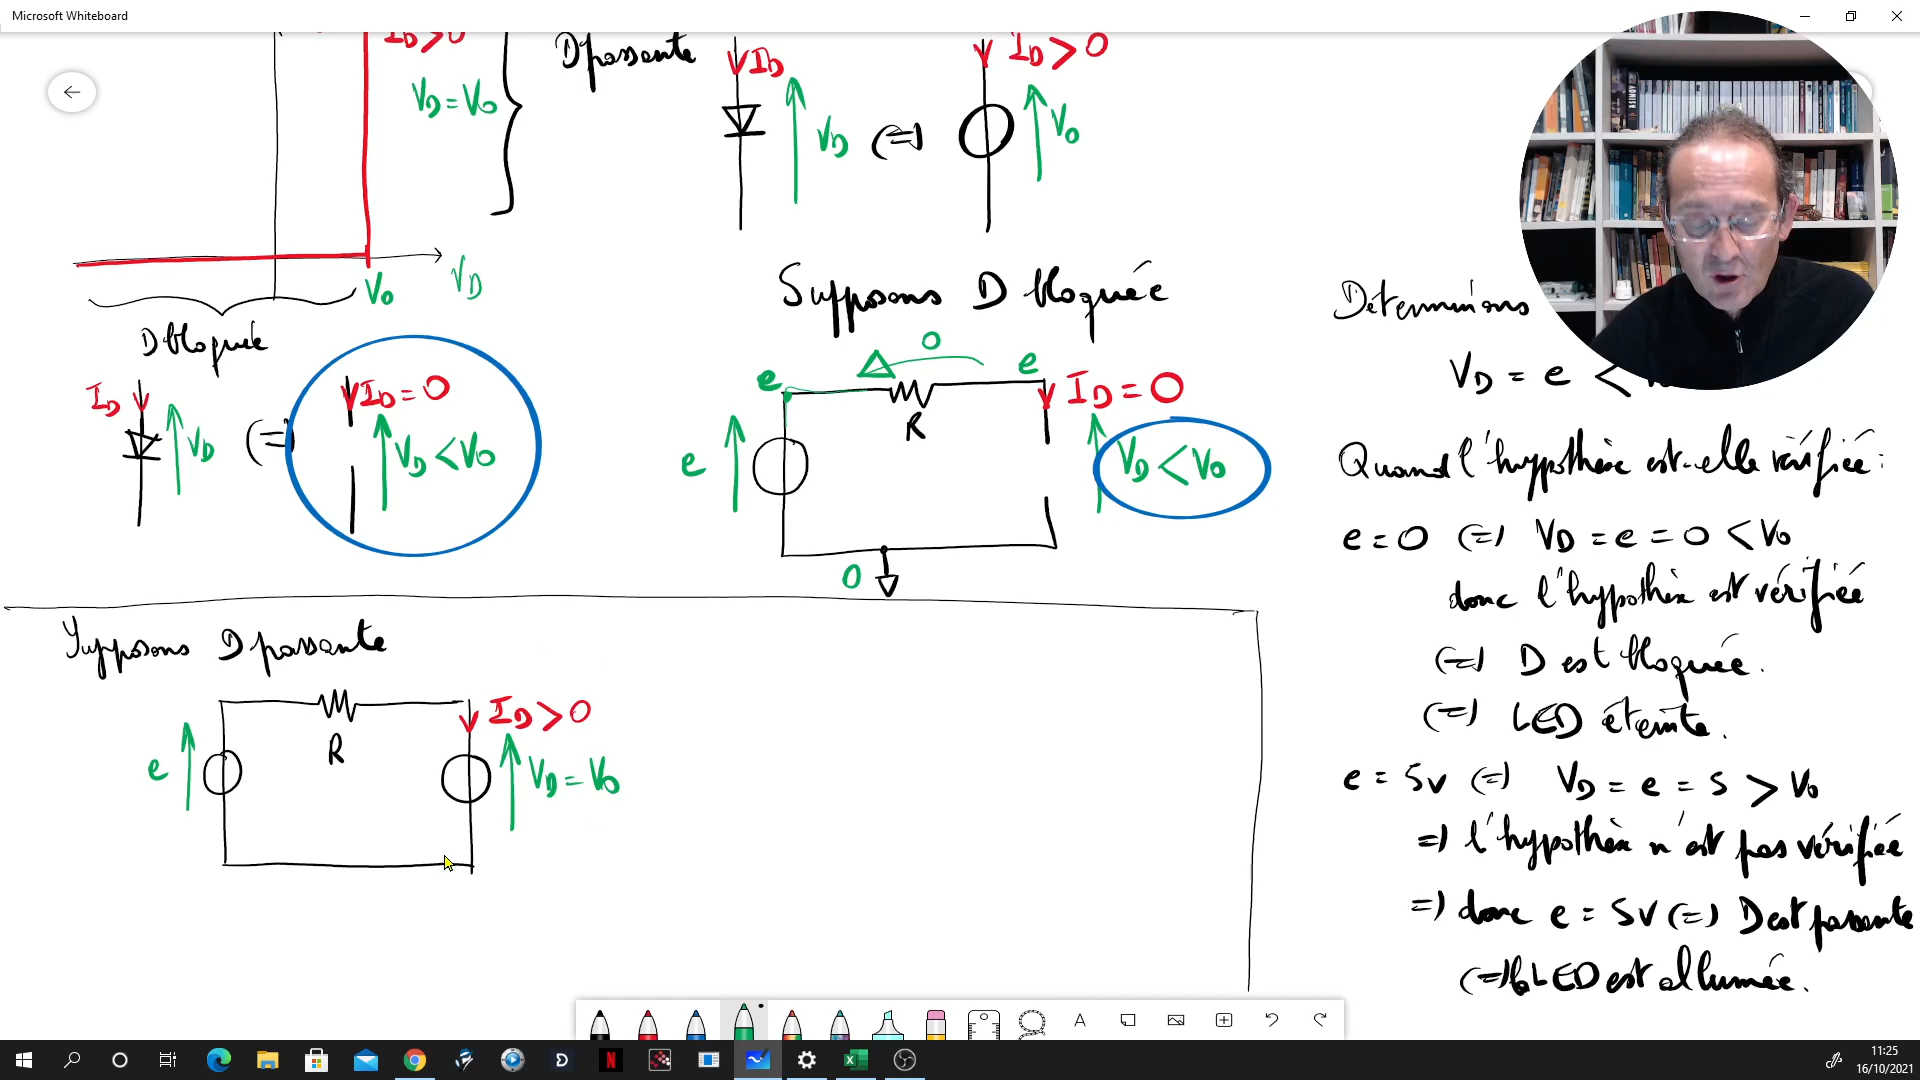 Microsoft Whiteboard
ID>0
VD=V0
D passante
ID
VD
(=)
ID>0
V0
V0
VD
D bloquée
ID
VD
(=)
ID=0
VD<V0
Supposons D bloquée
0
e
e
R
ID=0
e
VD<V0
0
Determinons
VD = e <
Quand l'hypothèse est-elle vérifiée:
e=0 (=) VD = e = 0 < V0
donc l'hypothèse est vérifiée
(=) D est bloquée.
(=) LED éteinte.
e = 5v (=) VD = e = 5 > V0
=) l'hypothèse n'est pas vérifiée
=) donc e = 5V (=) D est passante
(=) la LED est allumée.
Supposons D passante
R
e
ID>0
VD=V0
A
11:25
16/10/2021